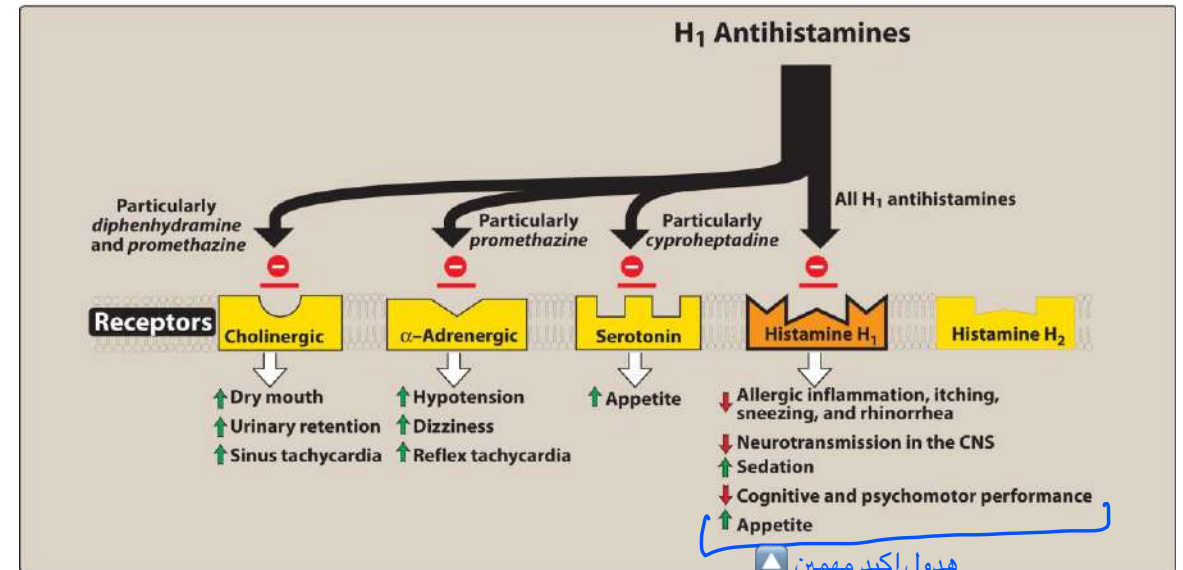 H₁ Antihistamines
Particularly
diphenhydramine
and promethazine
Particularly
promethazine
Particularly
cyproheptadine
All H₁ antihistamines
Receptors
Cholinergic
α–Adrenergic
Serotonin
Histamine H₁
Histamine H₂
Dry mouth
Urinary retention
Sinus tachycardia
Hypotension
Dizziness
Reflex tachycardia
Appetite
Allergic inflammation, itching,
sneezing, and rhinorrhea
Neurotransmission in the CNS
Sedation
Cognitive and psychomotor performance
Appetite
هدول اكيد مهمين